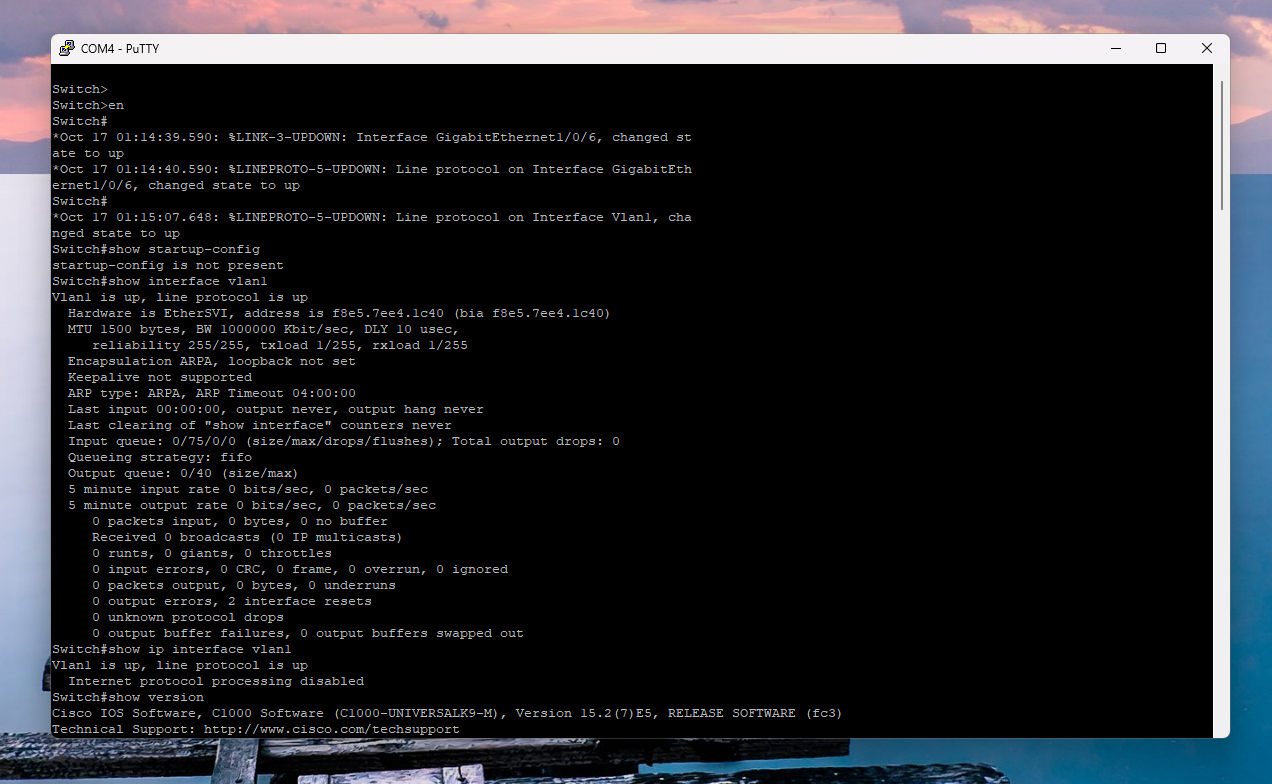 COM4 - PuTTY
Switch>
Switch>en
Switch#
*Oct 17 01:14:39.590: %LINK-3-UPDOWN: Interface GigabitEthernet1/0/6, changed st
ate to up
*Oct 17 01:14:40.590: %LINEPROTO-5-UPDOWN: Line protocol on Interface GigabitEth
ernet1/0/6, changed state to up
Switch#
*Oct 17 01:15:07.648: %LINEPROTO-5-UPDOWN: Line protocol on Interface Vlan1, cha
nged state to up
Switch#show startup-config
startup-config is not present
Switch#show interface vlan1
Vlan1 is up, line protocol is up
  Hardware is EtherSVI, address is f8e5.7ee4.1c40 (bia f8e5.7ee4.1c40)
  MTU 1500 bytes, BW 1000000 Kbit/sec, DLY 10 usec,
     reliability 255/255, txload 1/255, rxload 1/255
  Encapsulation ARPA, loopback not set
  Keepalive not supported
  ARP type: ARPA, ARP Timeout 04:00:00
  Last input 00:00:00, output never, output hang never
  Last clearing of "show interface" counters never
  Input queue: 0/75/0/0 (size/max/drops/flushes); Total output drops: 0
  Queueing strategy: fifo
  Output queue: 0/40 (size/max)
  5 minute input rate 0 bits/sec, 0 packets/sec
  5 minute output rate 0 bits/sec, 0 packets/sec
     0 packets input, 0 bytes, 0 no buffer
     Received 0 broadcasts (0 IP multicasts)
     0 runts, 0 giants, 0 throttles
     0 input errors, 0 CRC, 0 frame, 0 overrun, 0 ignored
     0 packets output, 0 bytes, 0 underruns
     0 output errors, 2 interface resets
     0 unknown protocol drops
     0 output buffer failures, 0 output buffers swapped out
Switch#show ip interface vlan1
Vlan1 is up, line protocol is up
  Internet protocol processing disabled
Switch#show version
Cisco IOS Software, C1000 Software (C1000-UNIVERSALK9-M), Version 15.2(7)E5, RELEASE SOFTWARE (fc3)
Technical Support: http://www.cisco.com/techsupport